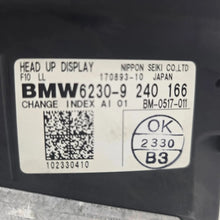 HEAD UP DISPLAY NIPPON SEIKI CO.LTD
F10 LL 170893-10 JAPAN
BMW6230-9 240 166
CHANGE INDEX AI 01 BM-0517-011
102330410
OK
2330
B3